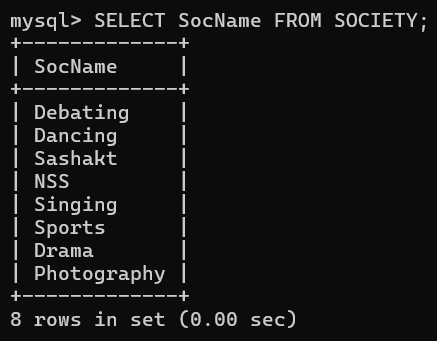 mysql> SELECT SocName FROM SOCIETY;
+-------------+
| SocName     |
+-------------+
| Debating    |
| Dancing     |
| Sashakt     |
| NSS         |
| Singing     |
| Sports      |
| Drama       |
| Photography |
+-------------+
8 rows in set (0.00 sec)